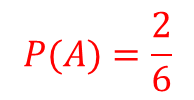 P(A) = 2/6